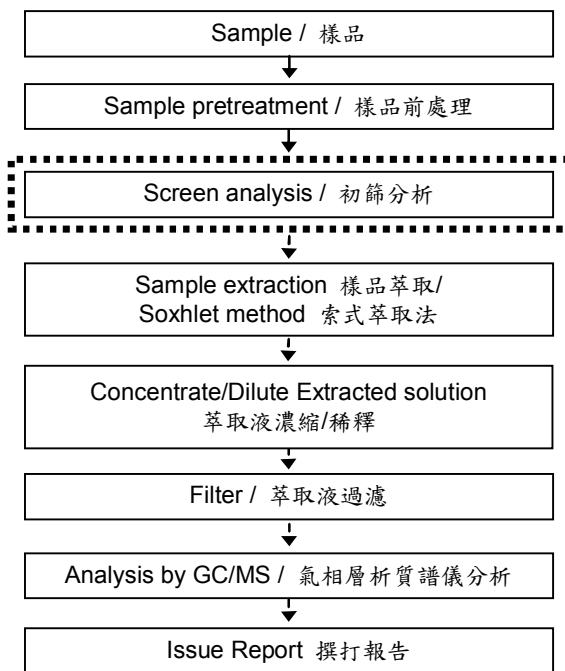 Sample / 樣品
Sample pretreatment / 樣品前處理
Screen analysis / 初篩分析
Sample extraction 樣品萃取/
Soxhlet method 索式萃取法
Concentrate/Dilute Extracted solution
萃取液濃縮/稀釋
Filter / 萃取液過濾
Analysis by GC/MS / 氣相層析質譜儀分析
Issue Report 撰打報告